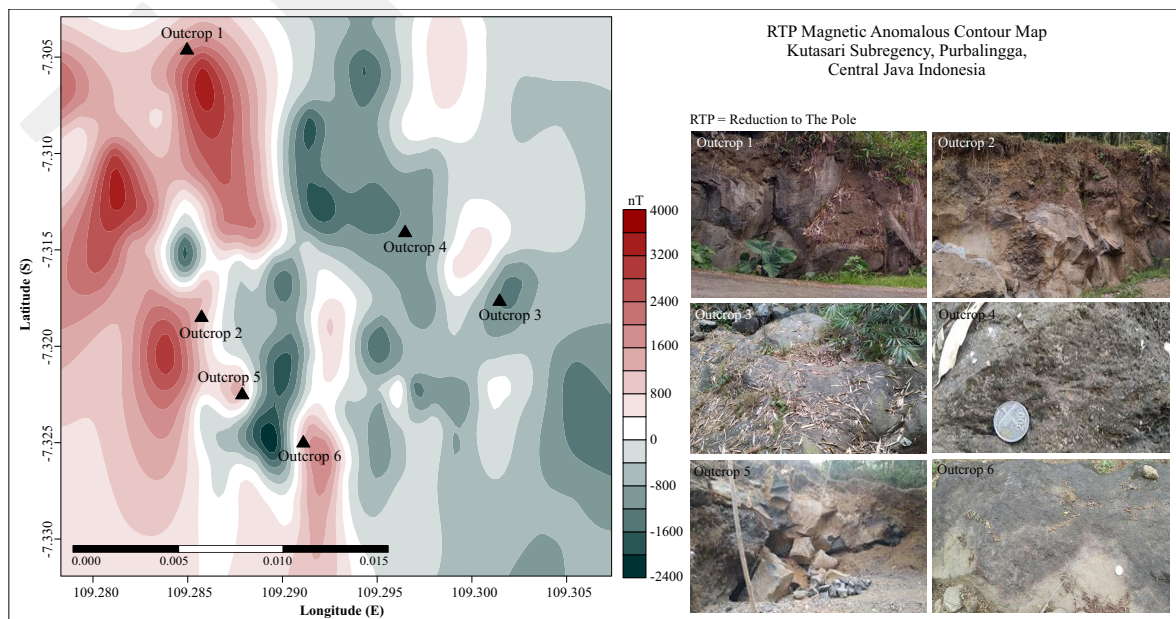 RTP Magnetic Anomalous Contour Map
Kutasari Subregency, Purbalingga,
Central Java Indonesia
RTP = Reduction to The Pole
Outcrop 1
Outcrop 2
Outcrop 3
Outcrop 4
Outcrop 5
Outcrop 6
Outcrop 1
Outcrop 4
Outcrop 3
Outcrop 2
Outcrop 5
Outcrop 6
Latitude (S)
-7.305
-7.310
-7.315
-7.320
-7.325
-7.330
0.000
0.005
0.010
0.015
109.280
109.285
109.290
109.295
109.300
109.305
Longitude (E)
nT
4000
3200
2400
1600
800
0
-800
-1600
-2400